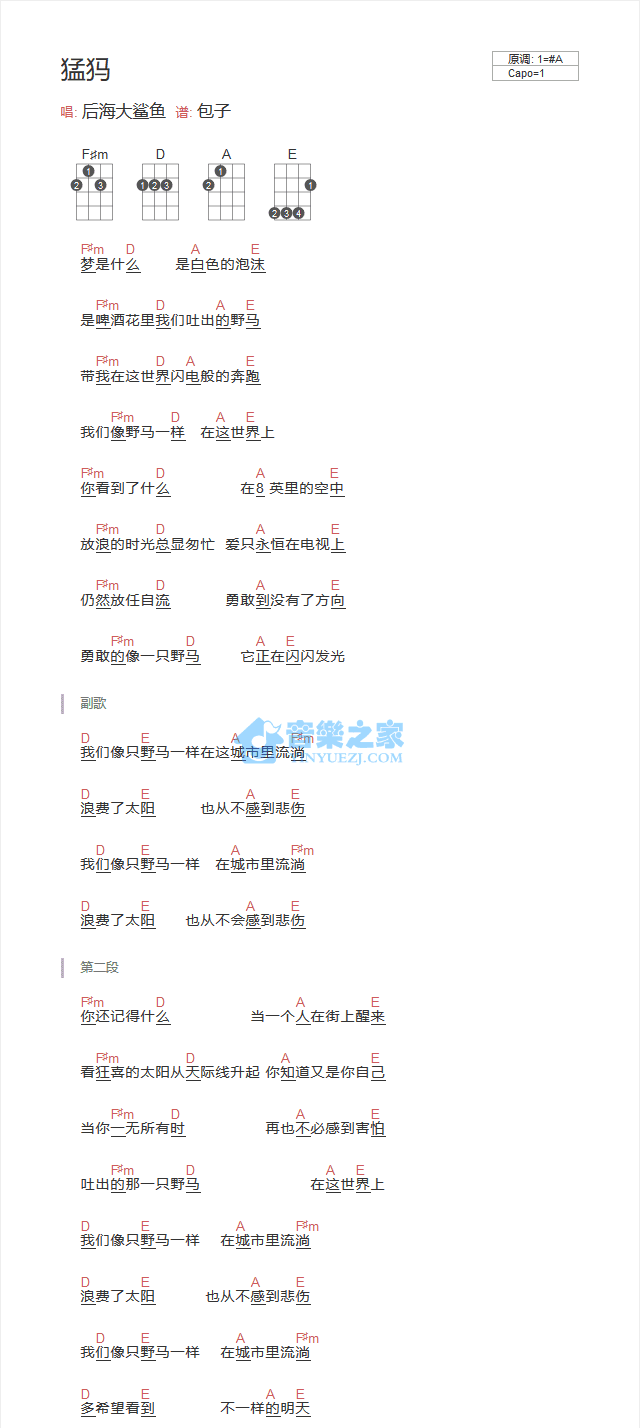 猛犸
原调: 1=#A
Capo=1
唱: 后海大鲨鱼 谱: 包子
F♯m D A E
1 2 3 1 2 3 1 2 1 2 3 4
F♯m D A E
梦是什么 是白色的泡沫
F♯m D A E
是啤酒花里我们吐出的野马
F♯m D A E
带我在这世界闪电般的奔跑
F♯m D A E
我们像野马一样 在这世界上
F♯m D A E
你看到了什么 在8 英里的空中
F♯m D A E
放浪的时光总显匆忙 爱只永恒在电视上
F♯m D A E
仍然放任自流 勇敢到没有了方向
F♯m D A E
勇敢的像一只野马 它正在闪闪发光
副歌
D E A F♯m
我们像只野马一样在这城市里流淌
音樂之家
YINYUEZJ.COM
D E A E
浪费了太阳 也从不感到悲伤
D E A F♯m
我们像只野马一样 在城市里流淌
D E A E
浪费了太阳 也从不会感到悲伤
第二段
F♯m D A E
你还记得什么 当一个人在街上醒来
F♯m D A E
看狂喜的太阳从天际线升起 你知道又是你自己
F♯m D A E
当你一无所有时 再也不必感到害怕
F♯m D A E
吐出的那一只野马 在这世界上
D E A F♯m
我们像只野马一样 在城市里流淌
D E A E
浪费了太阳 也从不感到悲伤
D E A F♯m
我们像只野马一样 在城市里流淌
D E A E
多希望看到 不一样的明天